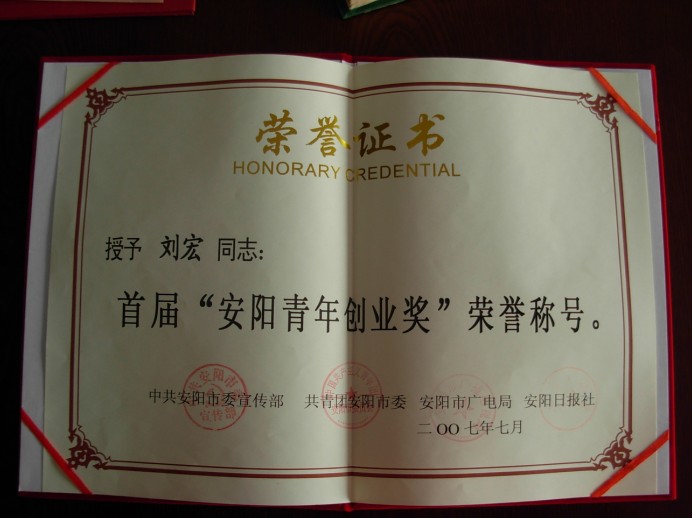 荣誉证书
HONORARY CREDENTIAL
授予 刘宏 同志：
首届“安阳青年创业奖”荣誉称号。
中共安阳市委宣传部 共青团安阳市委 安阳市广电局 安阳日报社
二〇〇七年七月